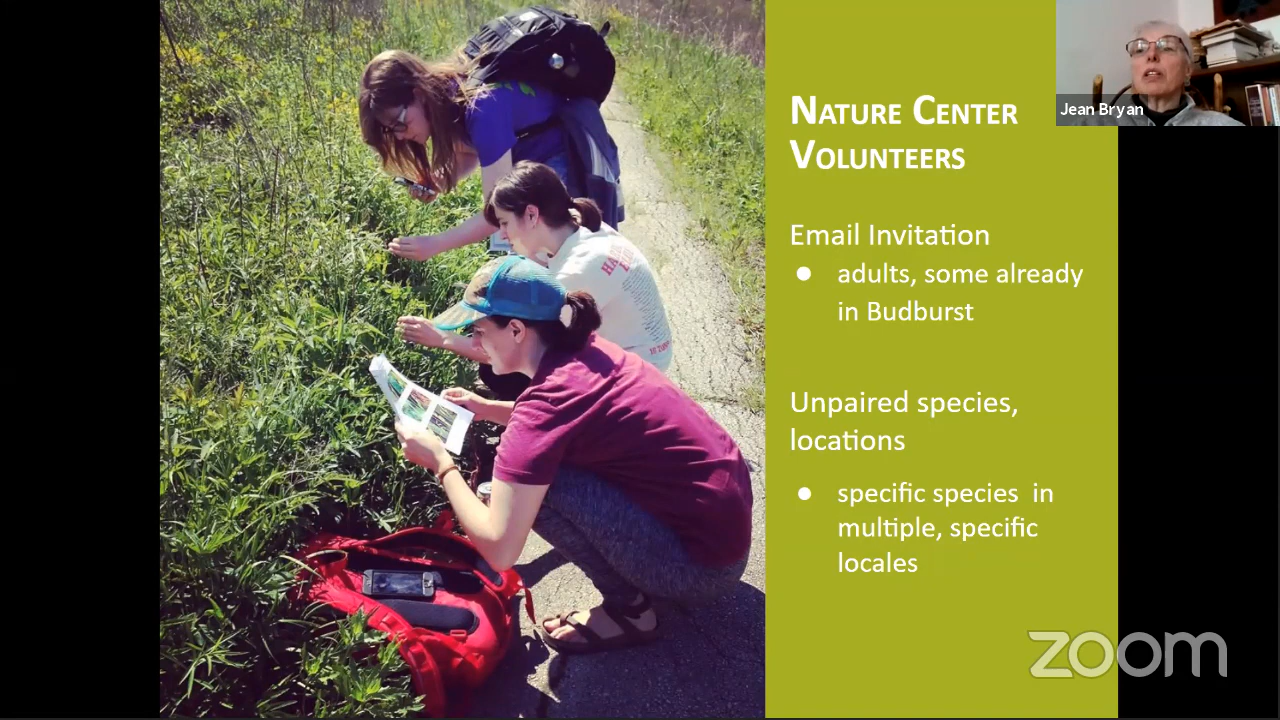 NATURE CENTER
VOLUNTEERS
Jean Bryan
Email Invitation
● adults, some already
in Budburst
Unpaired species,
locations
● specific species in
multiple, specific
locales
zoom